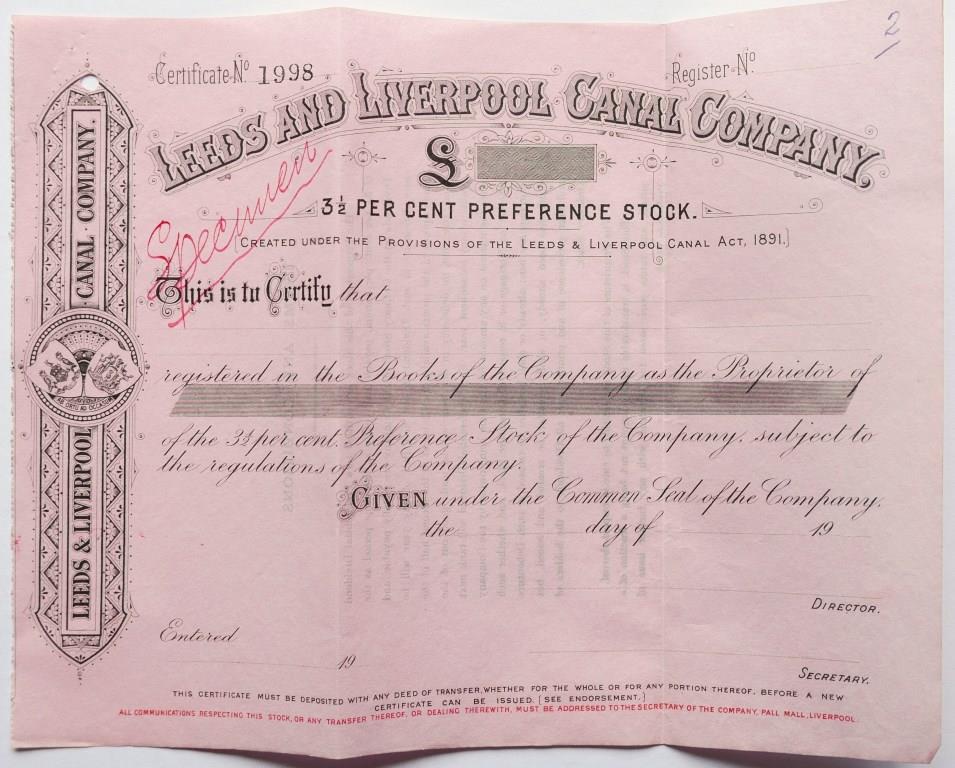 2
Certificate Nº 1998
Register Nº
LEEDS AND LIVERPOOL CANAL COMPANY.
£
3½ PER CENT PREFERENCE STOCK.
Specimen
(CREATED UNDER THE PROVISIONS OF THE LEEDS & LIVERPOOL CANAL ACT, 1891.)
This is to Certify that
registered in the Books of the Company as the Proprietor of
of the 3½ per cent. Preference Stock of the Company, subject to
the regulations of the Company.
GIVEN under the Common Seal of the Company,
the day of 19
DIRECTOR.
Entered
19
SECRETARY.
THIS CERTIFICATE MUST BE DEPOSITED WITH ANY DEED OF TRANSFER, WHETHER FOR THE WHOLE OR FOR ANY PORTION THEREOF, BEFORE A NEW
CERTIFICATE CAN BE ISSUED. (SEE ENDORSEMENT.)
ALL COMMUNICATIONS RESPECTING THIS STOCK, OR ANY TRANSFER THEREOF, OR DEALING THEREWITH, MUST BE ADDRESSED TO THE SECRETARY OF THE COMPANY, PALL MALL, LIVERPOOL.
LEEDS & LIVERPOOL CANAL · COMPANY.
AB ORTU AD OCCASUM